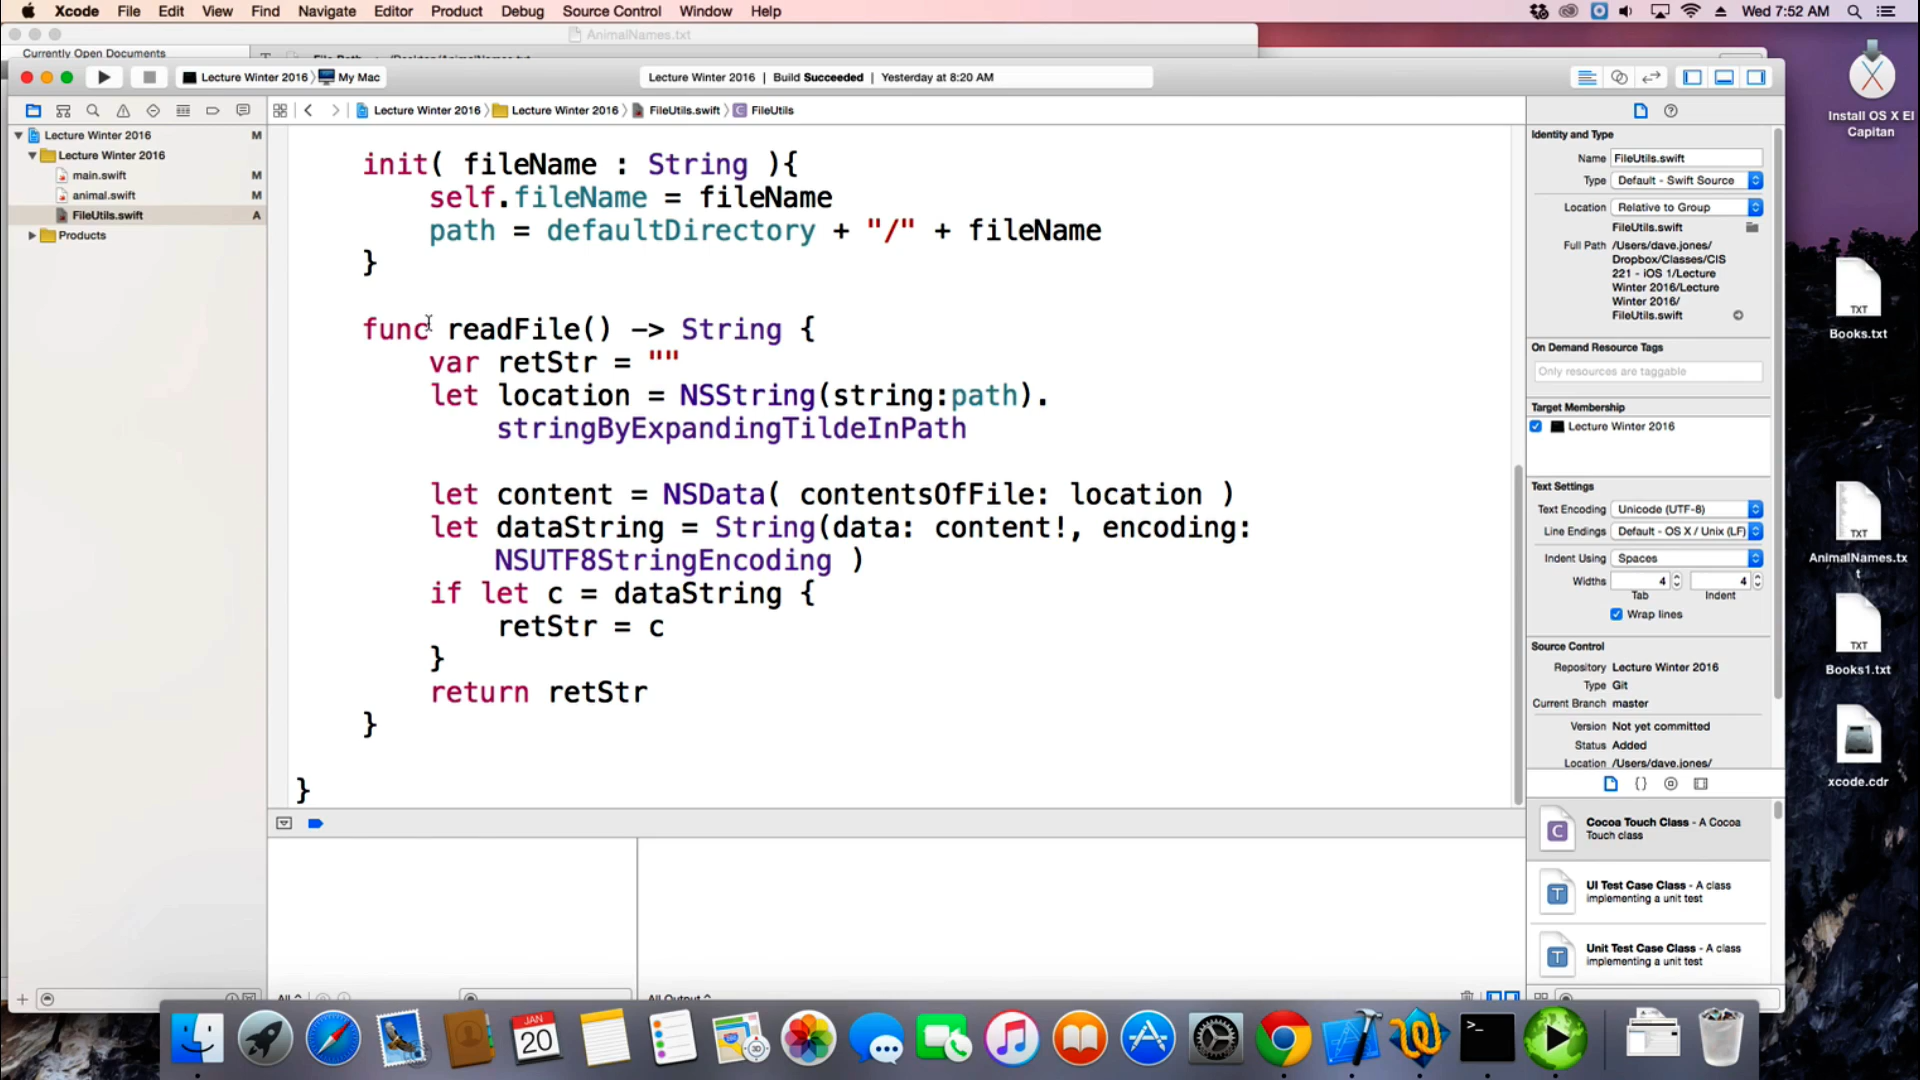 Xcode File Edit View Find Navigate Editor Product Debug Source Control Window Help
Wed 7:52 AM
AnimalNames.txt
Currently Open Documents
Lecture Winter 2016 My Mac
Lecture Winter 2016 | Build Succeeded | Yesterday at 8:20 AM
Lecture Winter 2016 Lecture Winter 2016 FileUtils.swift C FileUtils
Lecture Winter 2016 M
Lecture Winter 2016
main.swift M
animal.swift M
FileUtils.swift A
Products
init( fileName : String ){
self.fileName = fileName
path = defaultDirectory + "/" + fileName
}
func readFile() -> String {
var retStr = ""
let location = NSString(string:path).
stringByExpandingTildeInPath
let content = NSData( contentsOfFile: location )
let dataString = String(data: content!, encoding:
NSUTF8StringEncoding )
if let c = dataString {
retStr = c
}
return retStr
}
}
All Output
Identity and Type
Name FileUtils.swift
Type Default - Swift Source
Location Relative to Group
FileUtils.swift
Full Path /Users/dave.jones/
Dropbox/Classes/CIS
221 - iOS 1/Lecture
Winter 2016/Lecture
Winter 2016/
FileUtils.swift
On Demand Resource Tags
Only resources are taggable
Target Membership
Lecture Winter 2016
Text Settings
Text Encoding Unicode (UTF-8)
Line Endings Default - OS X / Unix (LF)
Indent Using Spaces
Widths 4 4
Tab Indent
Wrap lines
Source Control
Repository Lecture Winter 2016
Type Git
Current Branch master
Version Not yet committed
Status Added
Location /Users/dave.jones/
{}
C Cocoa Touch Class - A Cocoa
Touch class
T UI Test Case Class - A class
implementing a unit test
T Unit Test Case Class - A class
implementing a unit test
Install OS X El
Capitan
TXT
Books.txt
TXT
AnimalNames.tx
t
TXT
Books1.txt
xcode.cdr
JAN
20
3D
>_